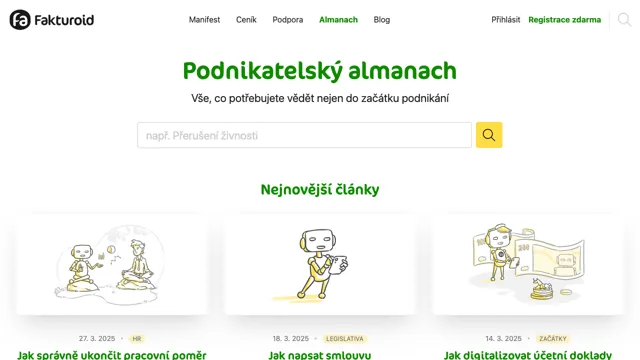 Fakturoid
Manifest Ceník Podpora Almanach Blog
Přihlásit Registrace zdarma
Podnikatelský almanach
Vše, co potřebujete vědět nejen do začátku podnikání
např. Přerušení živnosti
Nejnovější články
27. 3. 2025 • HR
Jak správně ukončit pracovní poměr
18. 3. 2025 • LEGISLATIVA
Jak napsat smlouvu
14. 3. 2025 • ZAČÁTKY
Jak digitalizovat účetní doklady